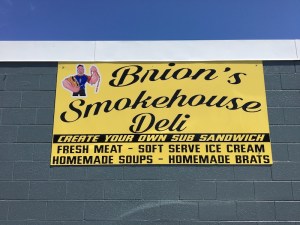 Brion's
Smokehouse
Deli
CREATE YOUR OWN SUB SANDWICH
FRESH MEAT - SOFT SERVE ICE CREAM
HOMEMADE SOUPS - HOMEMADE BRATS